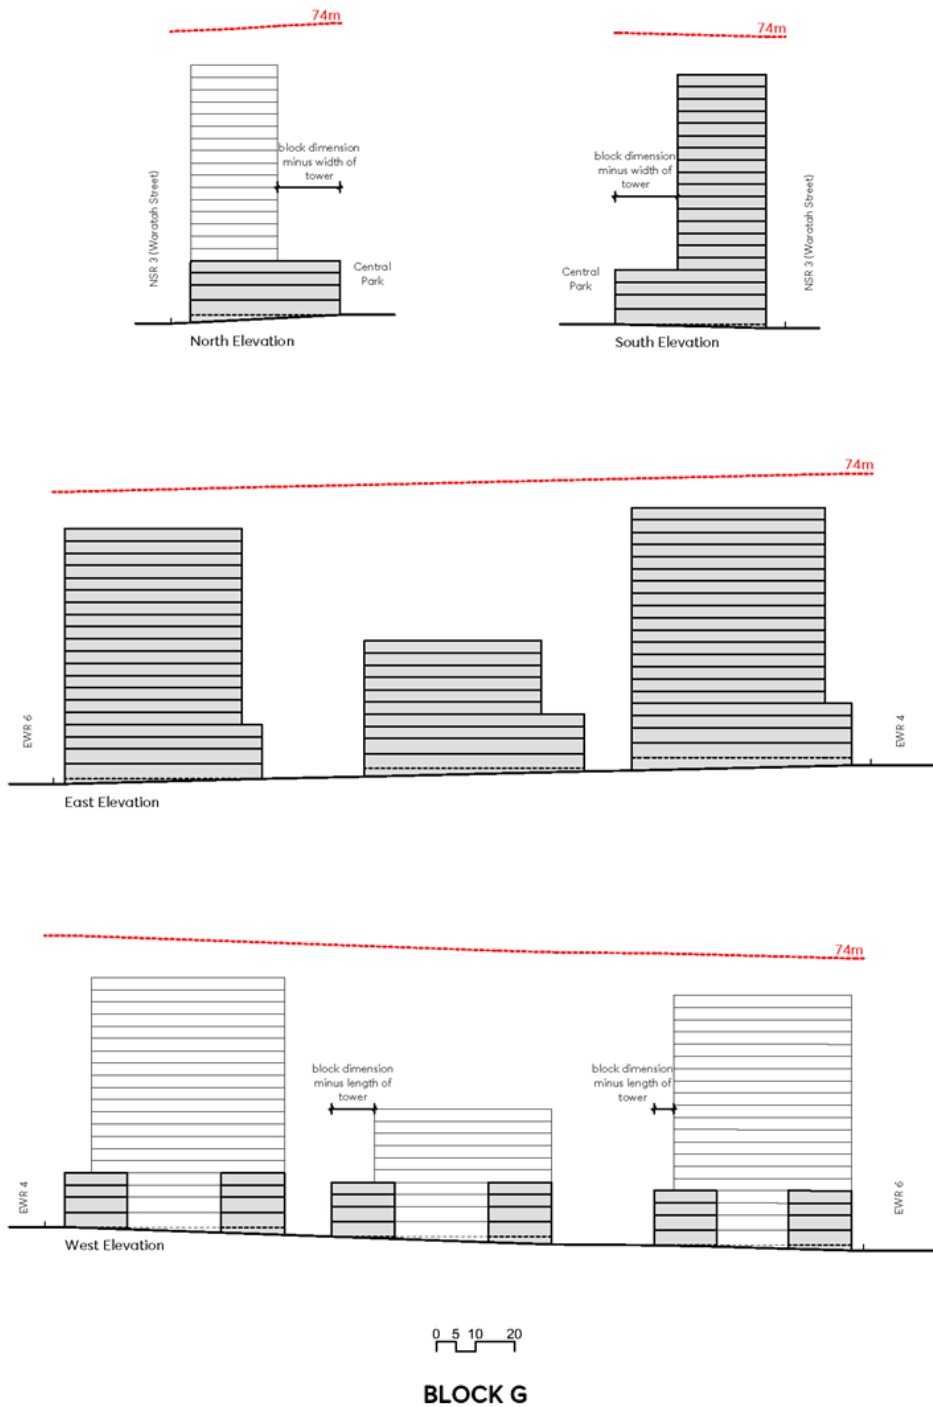 74m
74m
block dimension
minus width of
tower
block dimension
minus width of
tower
NSR 3 (Waratah Street)
NSR 3 (Waratah Street)
Central
Park
Central
Park
North Elevation
South Elevation
74m
EWR 6
EWR 4
East Elevation
74m
block dimension
minus length of
tower
block dimension
minus length of
tower
EWR 4
EWR 6
West Elevation
0 5 10 20
BLOCK G